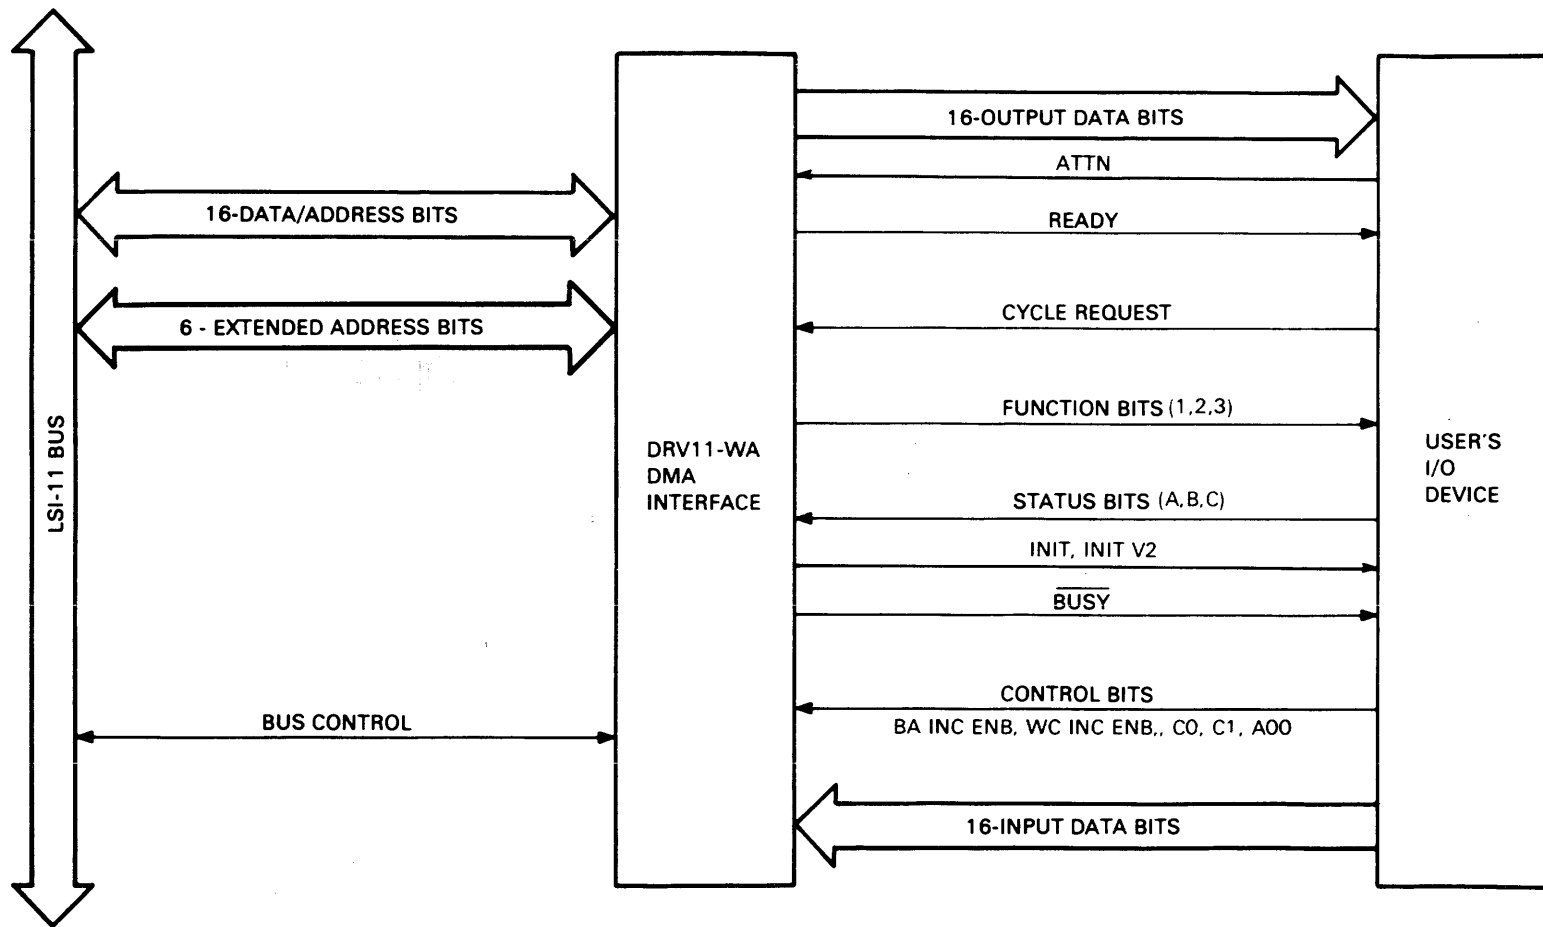 LSI-11 BUS
16-DATA/ADDRESS BITS
6 - EXTENDED ADDRESS BITS
BUS CONTROL
DRV11-WA
DMA
INTERFACE
16-OUTPUT DATA BITS
ATTN
READY
CYCLE REQUEST
FUNCTION BITS (1,2,3)
STATUS BITS (A,B,C)
INIT, INIT V2
BUSY
CONTROL BITS
BA INC ENB, WC INC ENB,, C0, C1, A00
16-INPUT DATA BITS
USER'S
I/O
DEVICE